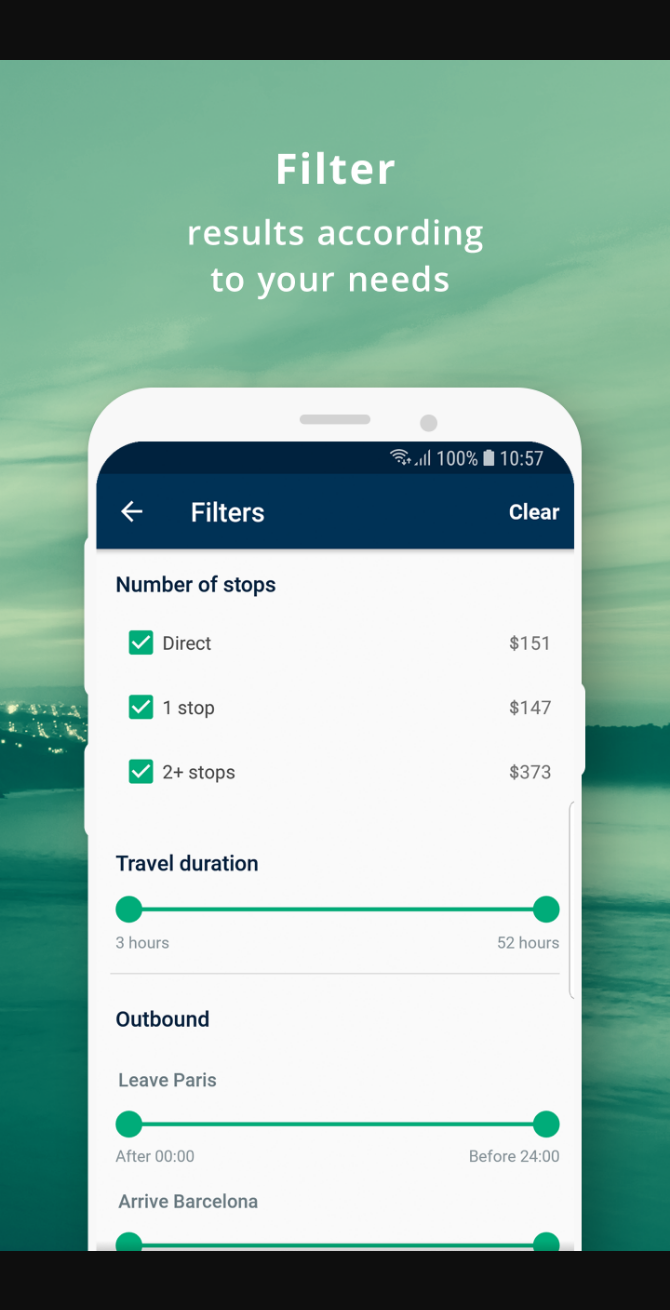 Filter
results according
to your needs
100% 10:57
Filters Clear
Number of stops
Direct $151
1 stop $147
2+ stops $373
Travel duration
3 hours 52 hours
Outbound
Leave Paris
After 00:00 Before 24:00
Arrive Barcelona